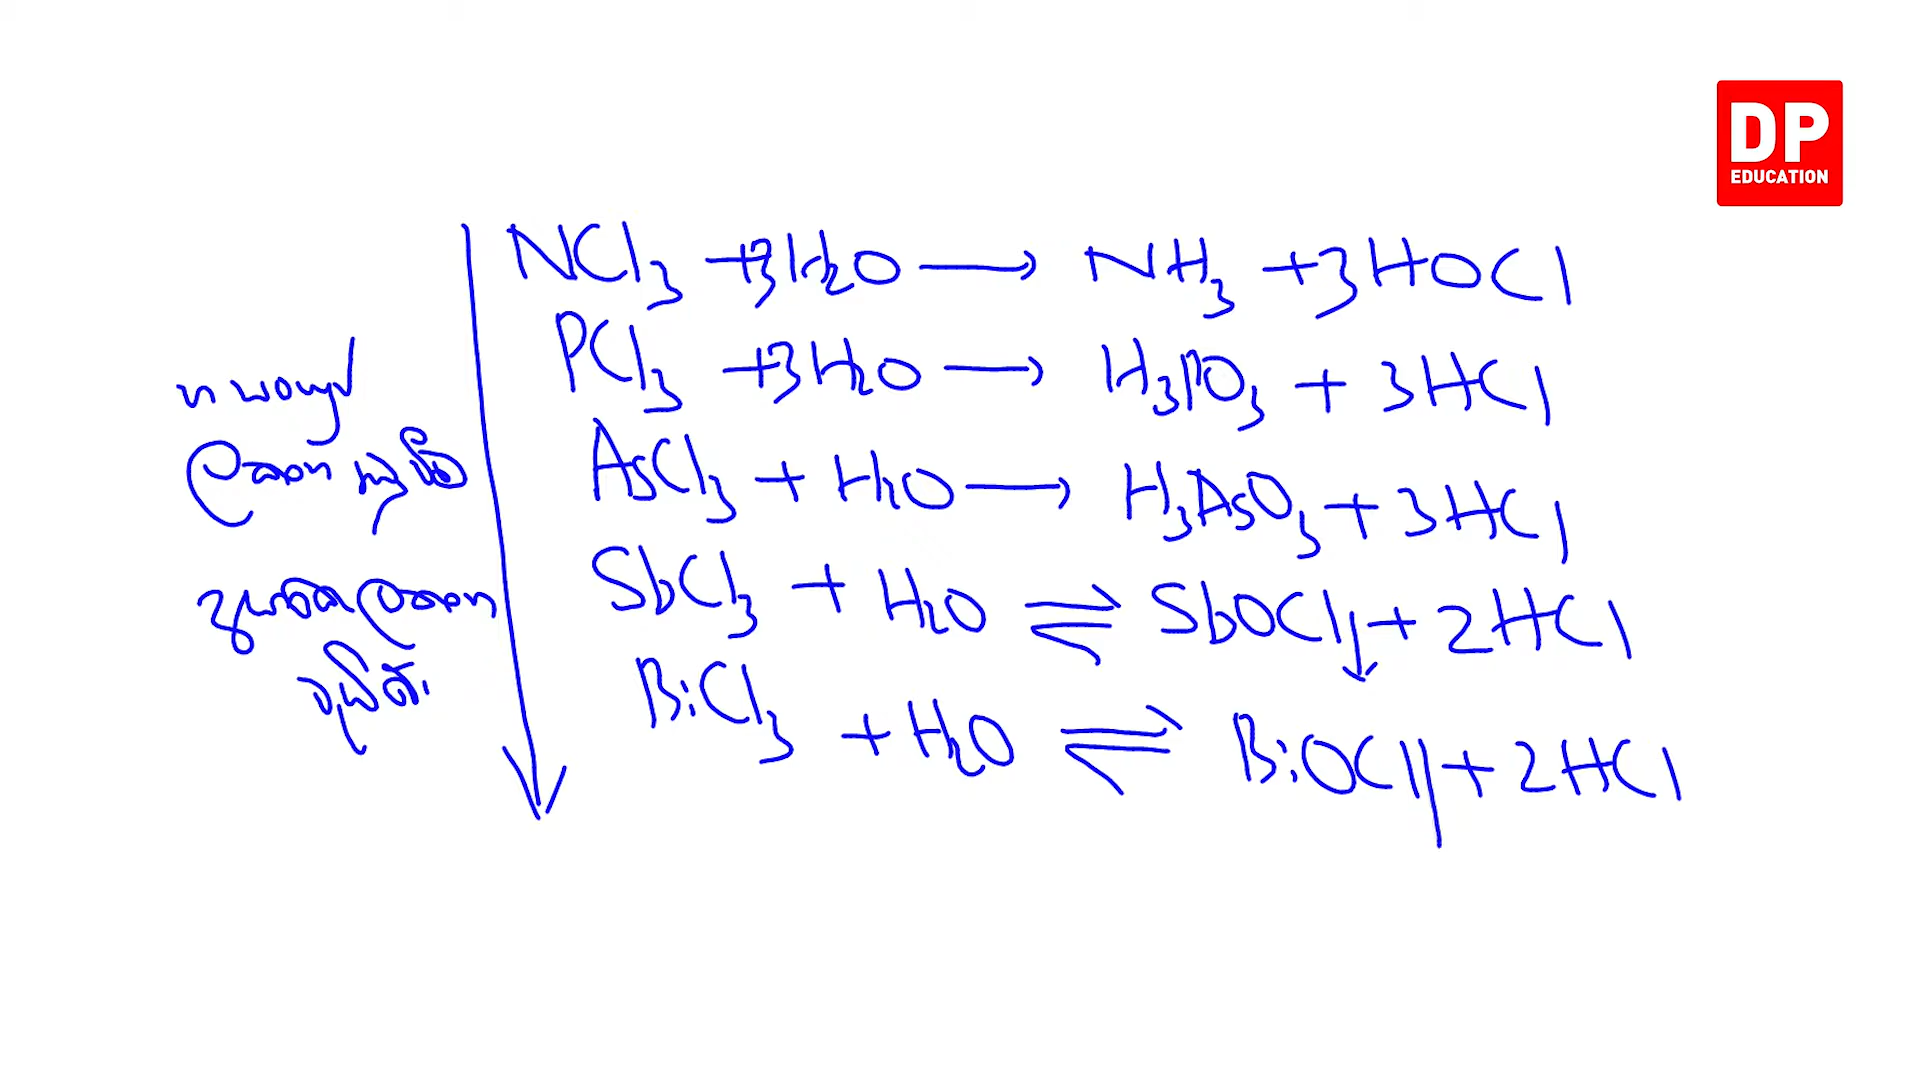 DP
EDUCATION
NCl₃ + 3H₂O ⟶ NH₃ + 3HOCl
PCl₃ + 3H₂O ⟶ H₃PO₃ + 3HCl
AsCl₃ + H₂O ⟶ H₃AsO₃ + 3HCl
SbCl₃ + H₂O ⇌ SbOCl↓ + 2HCl
BiCl₃ + H₂O ⇌ BiOCl↓ + 2HCl